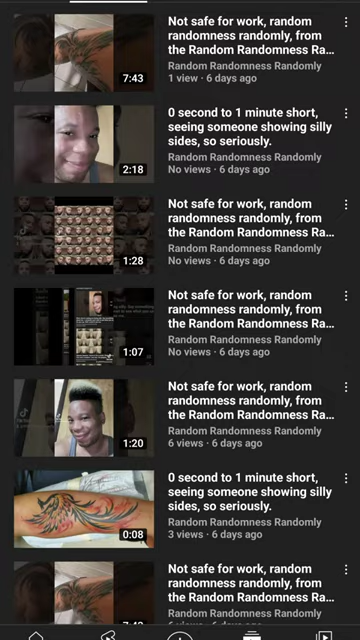 Not safe for work, random
randomness randomly, from
the Random Randomness Ra...
Random Randomness Randomly
1 view · 6 days ago
7:43
0 second to 1 minute short,
seeing someone showing silly
sides, so seriously.
Random Randomness Randomly
No views · 6 days ago
2:18
Not safe for work, random
randomness randomly, from
the Random Randomness Ra...
Random Randomness Randomly
No views · 6 days ago
1:28
Not safe for work, random
randomness randomly, from
the Random Randomness Ra...
Random Randomness Randomly
No views · 6 days ago
1:07
Not safe for work, random
randomness randomly, from
the Random Randomness Ra...
Random Randomness Randomly
6 views · 6 days ago
1:20
0 second to 1 minute short,
seeing someone showing silly
sides, so seriously.
Random Randomness Randomly
3 views · 6 days ago
0:08
Not safe for work, random
randomness randomly, from
the Random Randomness Ra...
Random Randomness Randomly